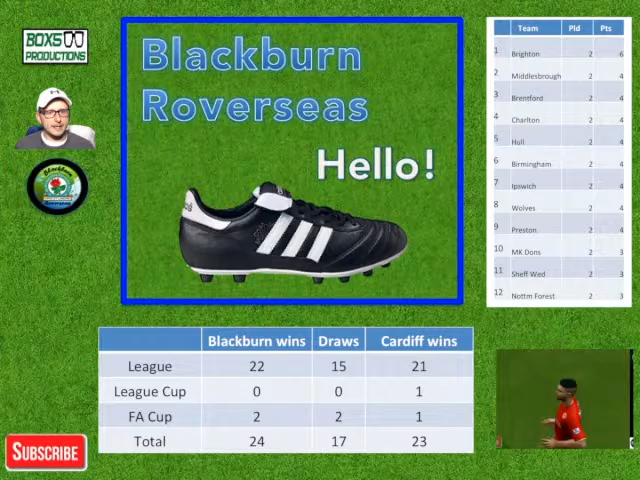 BOXS
PRODUCTIONS
Blackburn
Roverseas
Hello!
Team Pld Pts
1 Brighton 2 6
2 Middlesbrough 2 4
3 Brentford 2 4
4 Charlton 2 4
5 Hull 2 4
6 Birmingham 2 4
7 Ipswich 2 4
8 Wolves 2 4
9 Preston 2 4
10 MK Dons 2 3
11 Sheff Wed 2 3
12 Nottm Forest 2 3
Blackburn wins Draws Cardiff wins
League 22 15 21
League Cup 0 0 1
FA Cup 2 2 1
Total 24 17 23
SUBSCRIBE